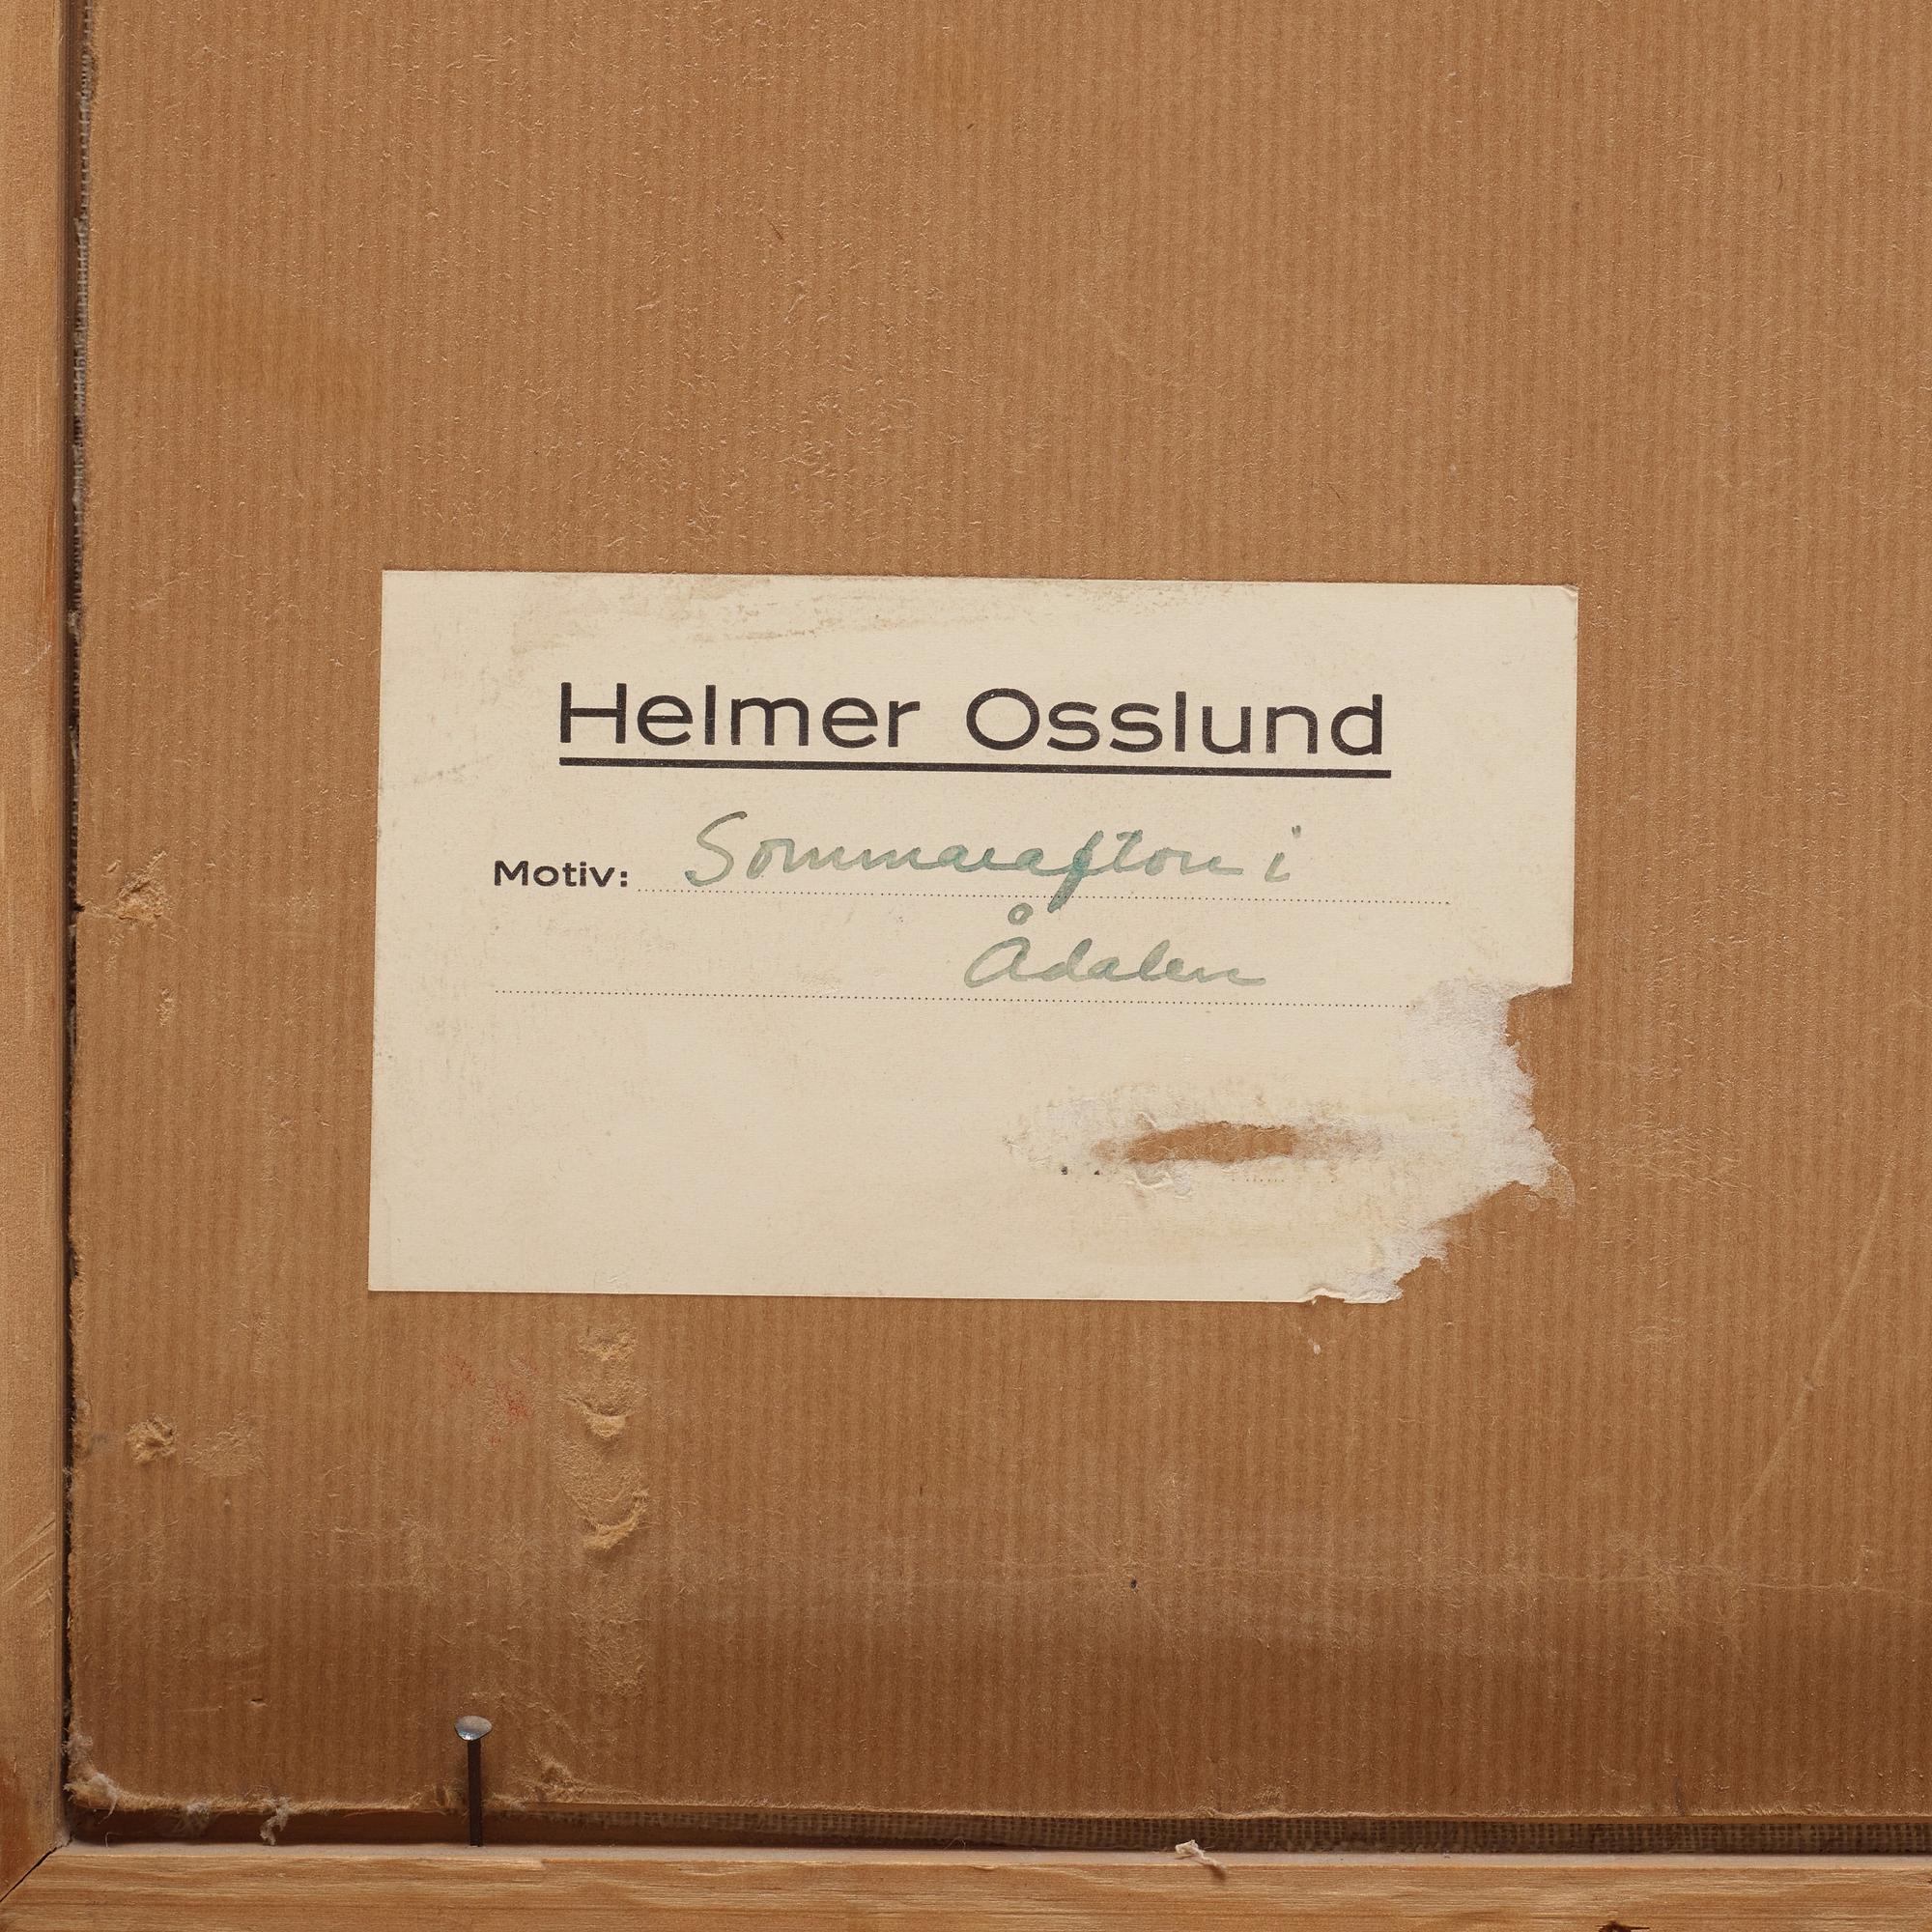 Helmer Osslund
Motiv: Sommarafton i
Ådalen